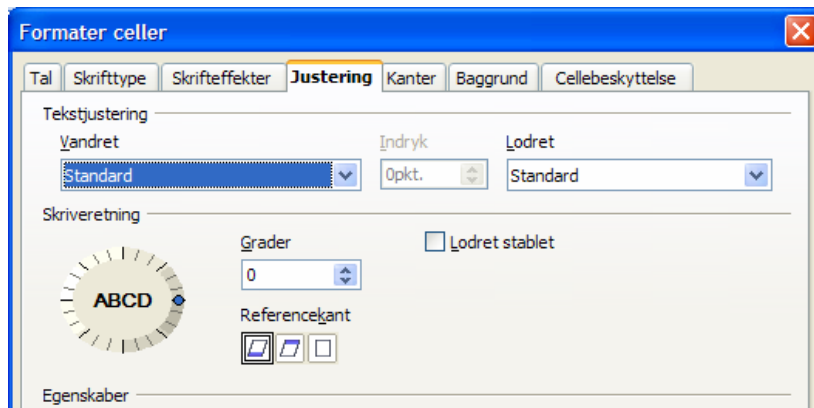 Formater celler
Tal Skrifttype Skrifteffekter Justering Kanter Baggrund Cellebeskyttelse
Tekstjustering
Vandret Indryk Lodret
Standard 0pkt. Standard
Skriveretning
Grader Lodret stablet
0
ABCD
Referencekant
Egenskaber